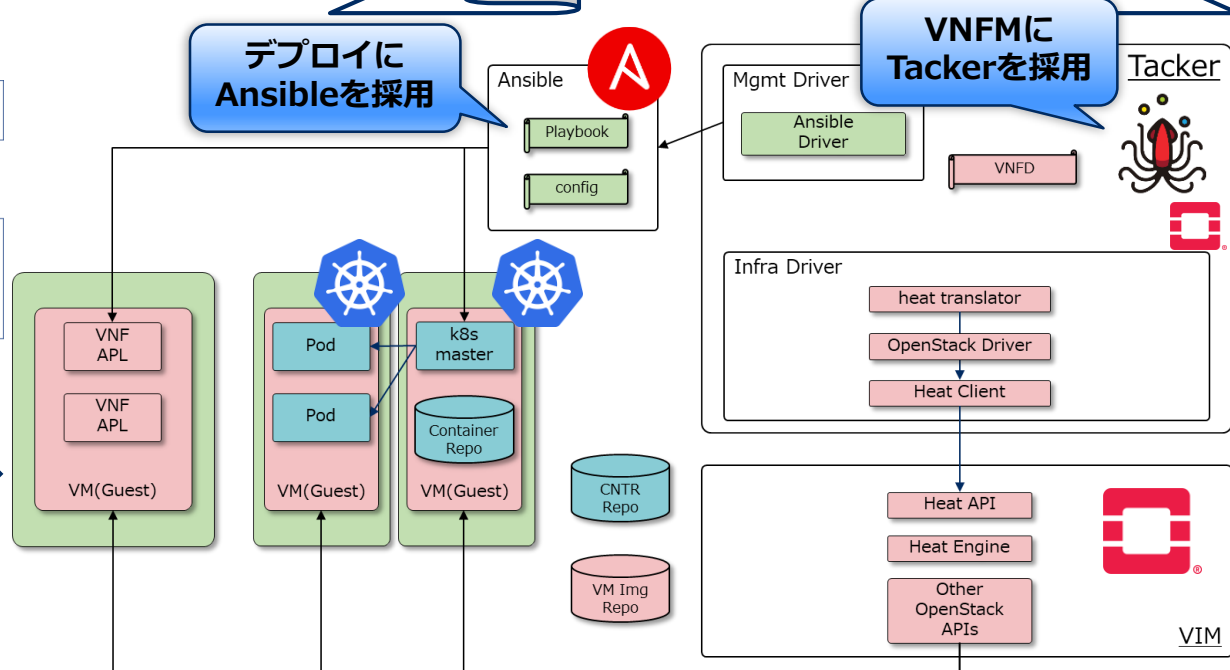 デプロイに
Ansibleを採用
VNFMに
Tackerを採用
Ansible
Playbook
config
Mgmt Driver
Ansible
Driver
VNFD
Tacker
Infra Driver
heat translator
OpenStack Driver
Heat Client
VNF
APL
VNF
APL
VM(Guest)
Pod
Pod
VM(Guest)
k8s
master
Container
Repo
VM(Guest)
CNTR
Repo
VM Img
Repo
Heat API
Heat Engine
Other
OpenStack
APIs
VIM